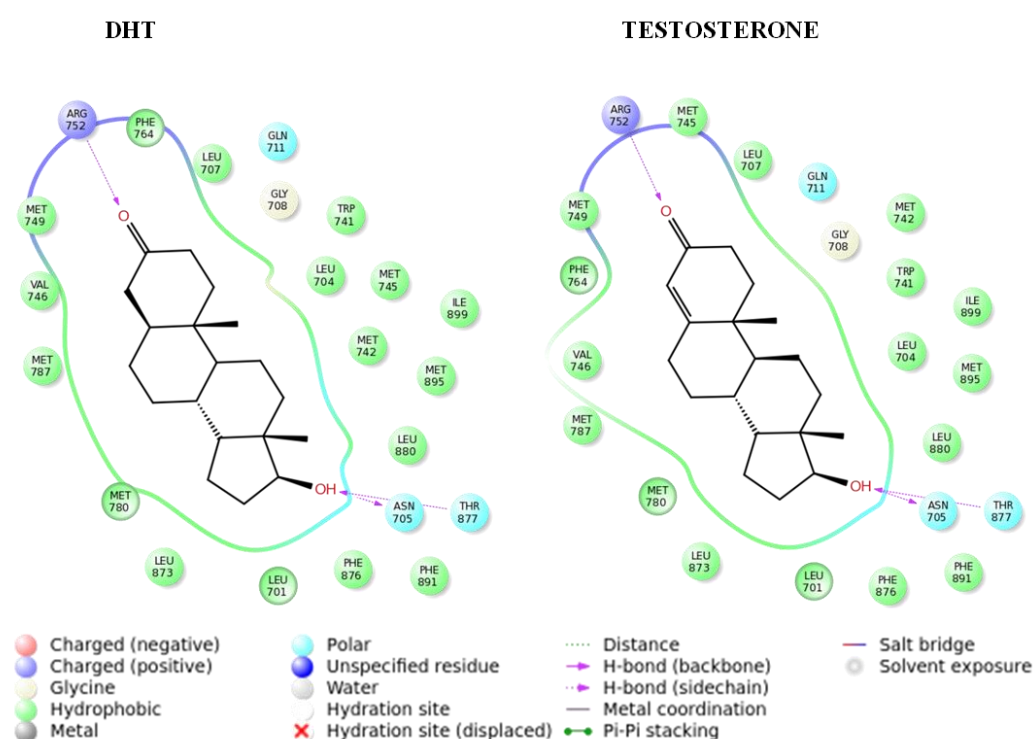 DHT
ARG
752
PHE
764
GLN
711
LEU
707
GLY
708
MET
749
TRP
741
O
VAL
746
LEU
704
MET
745
ILE
899
MET
787
MET
742
MET
895
LEU
880
MET
780
OH
ASN
705
THR
877
LEU
873
LEU
701
PHE
876
PHE
891
TESTOSTERONE
ARG
752
MET
745
LEU
707
GLN
711
MET
749
O
MET
742
GLY
708
PHE
764
TRP
741
ILE
899
VAL
746
LEU
704
MET
895
MET
787
LEU
880
MET
780
OH
ASN
705
THR
877
LEU
873
LEU
701
PHE
876
PHE
891
Charged (negative)
Charged (positive)
Glycine
Hydrophobic
Metal
Polar
Unspecified residue
Water
Hydration site
Hydration site (displaced)
Distance
H-bond (backbone)
H-bond (sidechain)
Metal coordination
Pi-Pi stacking
Salt bridge
Solvent exposure